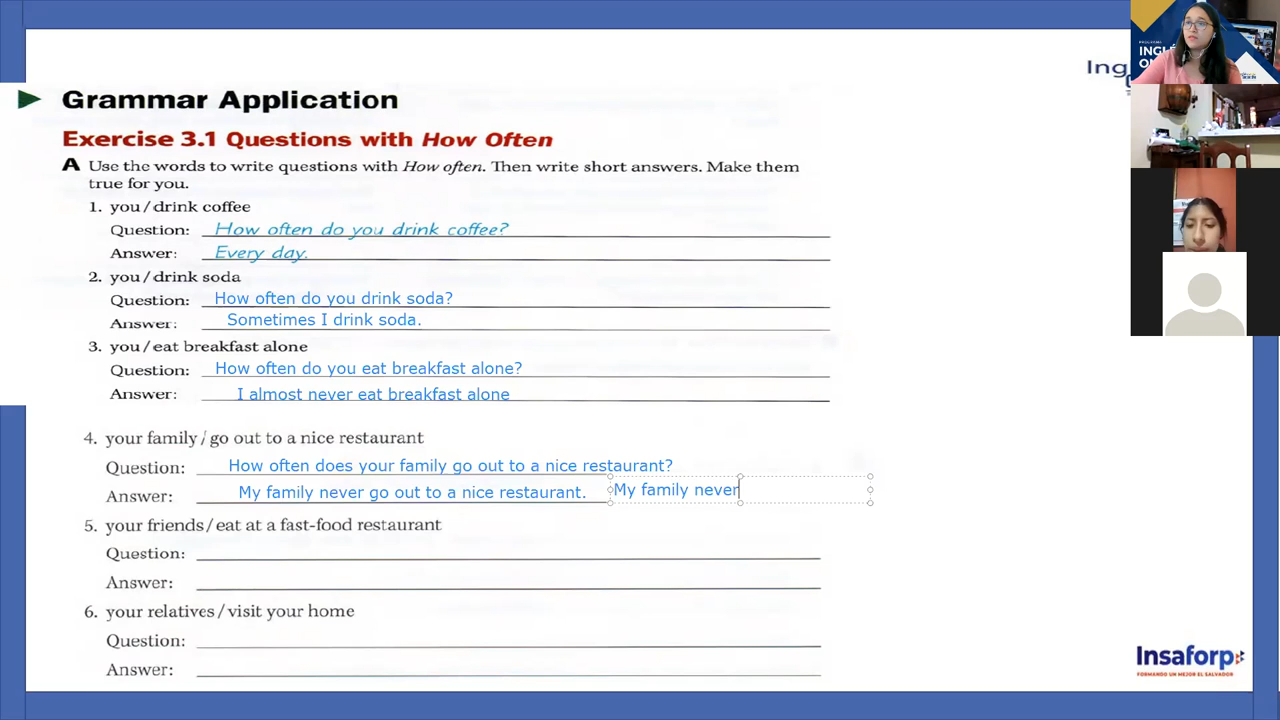 PROGRAMA
INGL
Ing
Grammar Application
Exercise 3.1 Questions with How Often
A Use the words to write questions with How often. Then write short answers. Make them
true for you.
1. you / drink coffee
Question: How often do you drink coffee?
Answer: Every day.
2. you / drink soda
Question: How often do you drink soda?
Answer: Sometimes I drink soda.
3. you / eat breakfast alone
Question: How often do you eat breakfast alone?
Answer: I almost never eat breakfast alone
4. your family / go out to a nice restaurant
Question: How often does your family go out to a nice restaurant?
Answer: My family never go out to a nice restaurant. My family never
5. your friends / eat at a fast-food restaurant
Question:
Answer:
6. your relatives / visit your home
Question:
Answer:
Insaforp
FORMANDO UN MEJOR EL SALVADOR